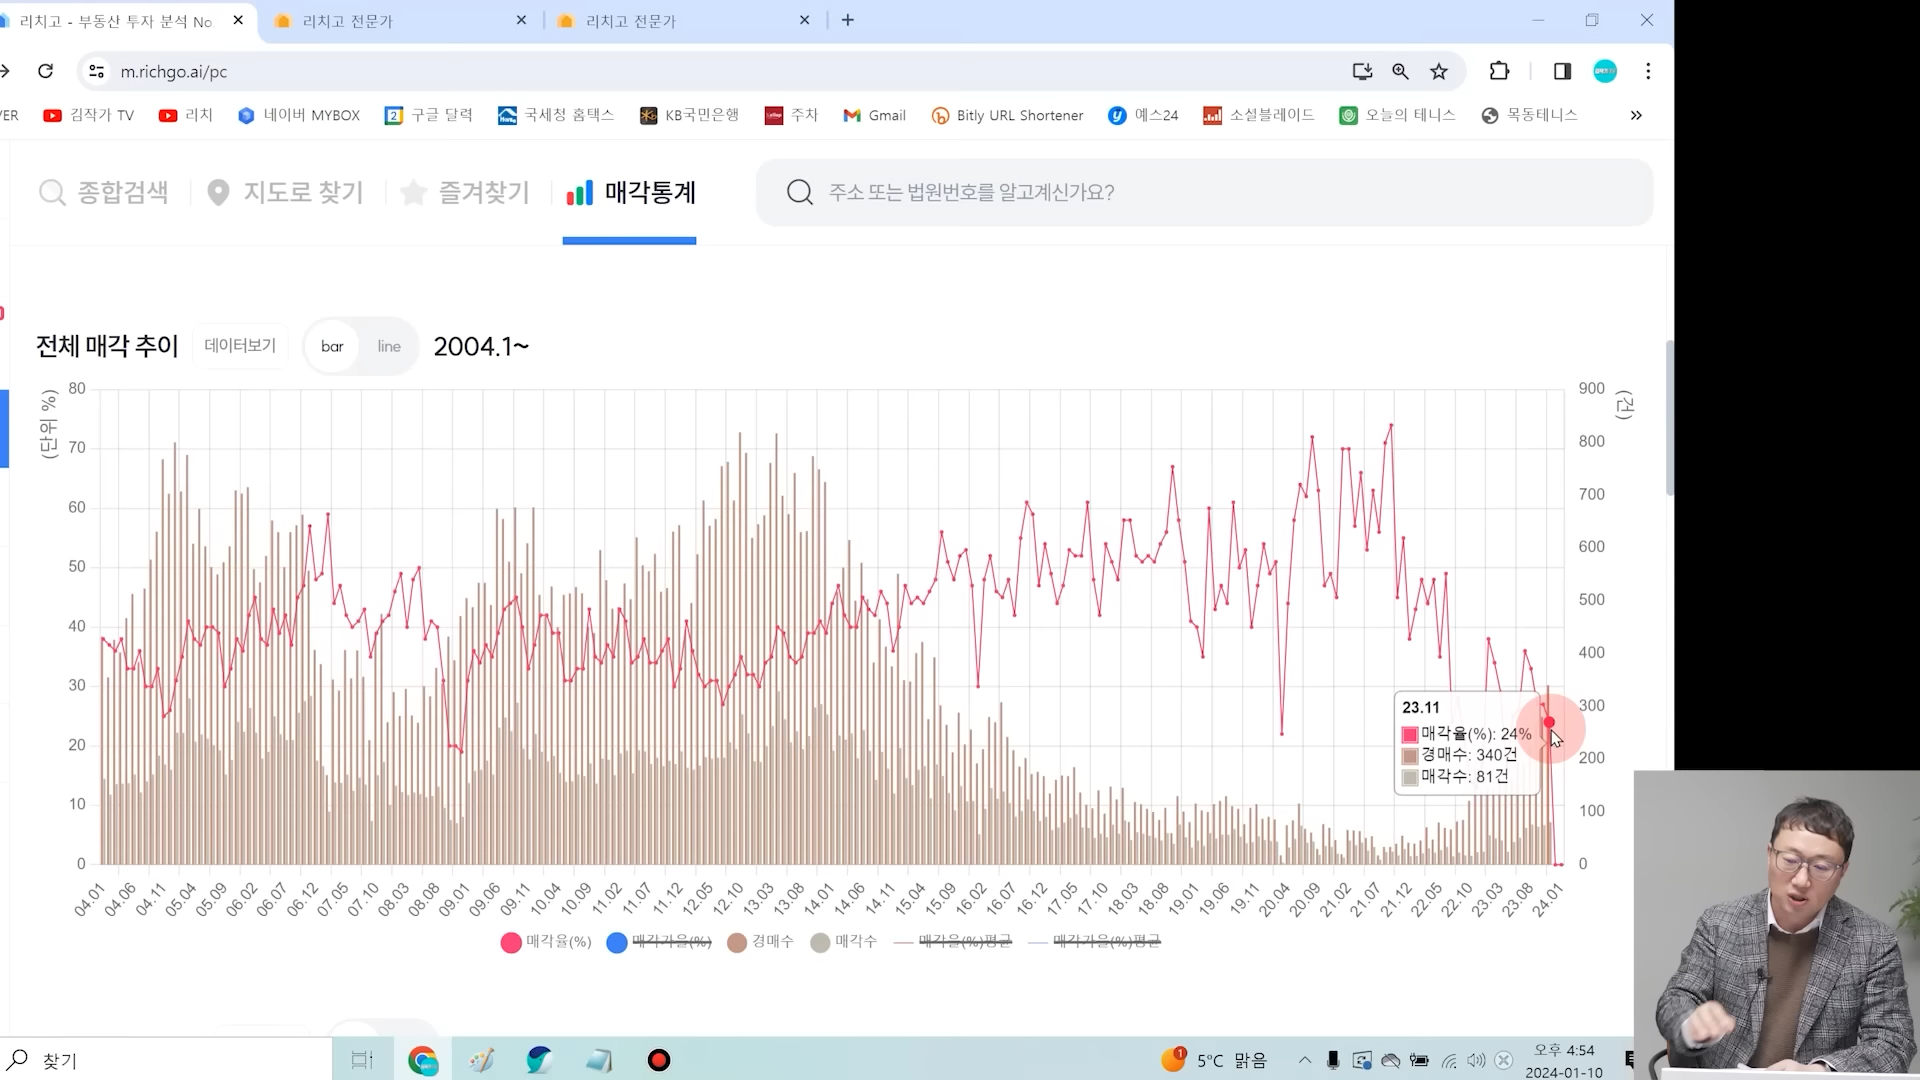 리치고 - 부동산 투자 분석 No
리치고 전문가
리치고 전문가
m.richgo.ai/pc
VER
김작가 TV
리치
네이버 MYBOX
구글 달력
국세청 홈택스
KB국민은행
주차
Gmail
Bitly URL Shortener
예스24
소셜블레이드
오늘의 테니스
목동테니스
종합검색
지도로 찾기
즐겨찾기
매각통계
주소 또는 법원번호를 알고계신가요?
전체 매각 추이
데이터보기
bar
line
2004.1~
(단위 %)
80
70
60
50
40
30
20
10
0
(건)
900
800
700
600
500
400
300
200
100
0
23.11
매각율(%): 24%
경매수: 340건
매각수: 81건
04.01 04.06 04.11 05.04 05.09 06.02 06.07 06.12 07.05 07.10 08.03 08.08 09.01 09.06 09.11 10.04 10.09 11.02 11.07 11.12 12.05 12.10 13.03 13.08 14.01 14.06 14.11 15.04 15.09 16.02 16.07 16.12 17.05 17.10 18.03 18.08 19.01 19.06 19.11 20.04 20.09 21.02 21.07 21.12 22.05 22.10 23.03 23.08 24.01
매각율(%) 매각가율(%) 경매수 매각수 매각율(%)평균 매각가율(%)평균
찾기
1
5°C 맑음
오후 4:54
2024-01-10